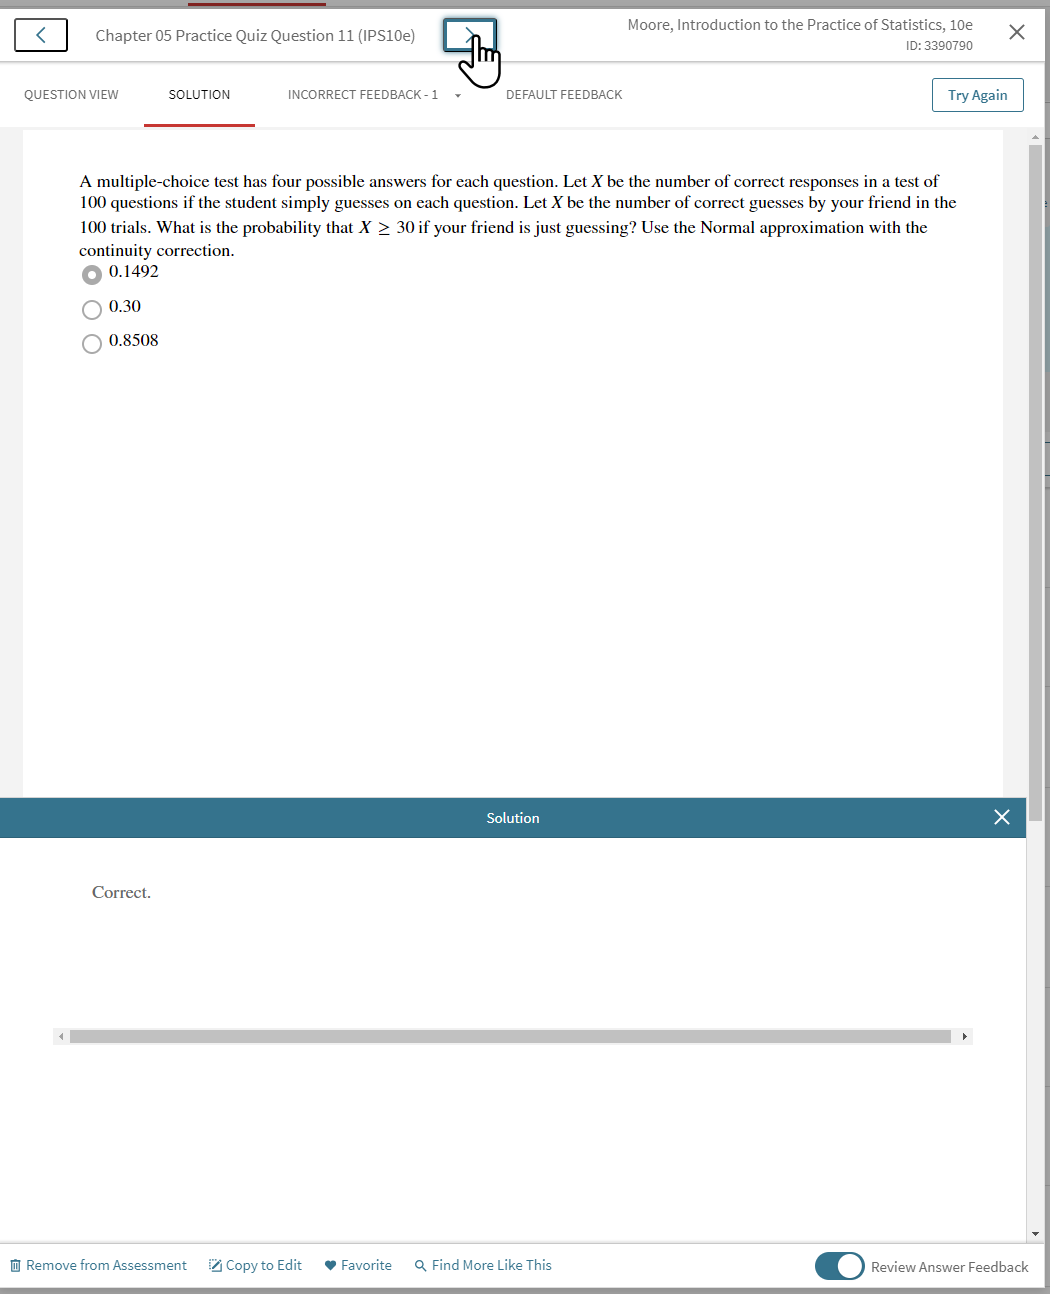 Chapter 05 Practice Quiz Question 11 (IPS10e)
Moore, Introduction to the Practice of Statistics, 10e
ID: 3390790
QUESTION VIEW
SOLUTION
INCORRECT FEEDBACK - 1
DEFAULT FEEDBACK
Try Again
A multiple-choice test has four possible answers for each question. Let X be the number of correct responses in a test of
100 questions if the student simply guesses on each question. Let X be the number of correct guesses by your friend in the
100 trials. What is the probability that X ≥ 30 if your friend is just guessing? Use the Normal approximation with the
continuity correction.
0.1492
0.30
0.8508
Solution
Correct.
Remove from Assessment
Copy to Edit
Favorite
Find More Like This
Review Answer Feedback